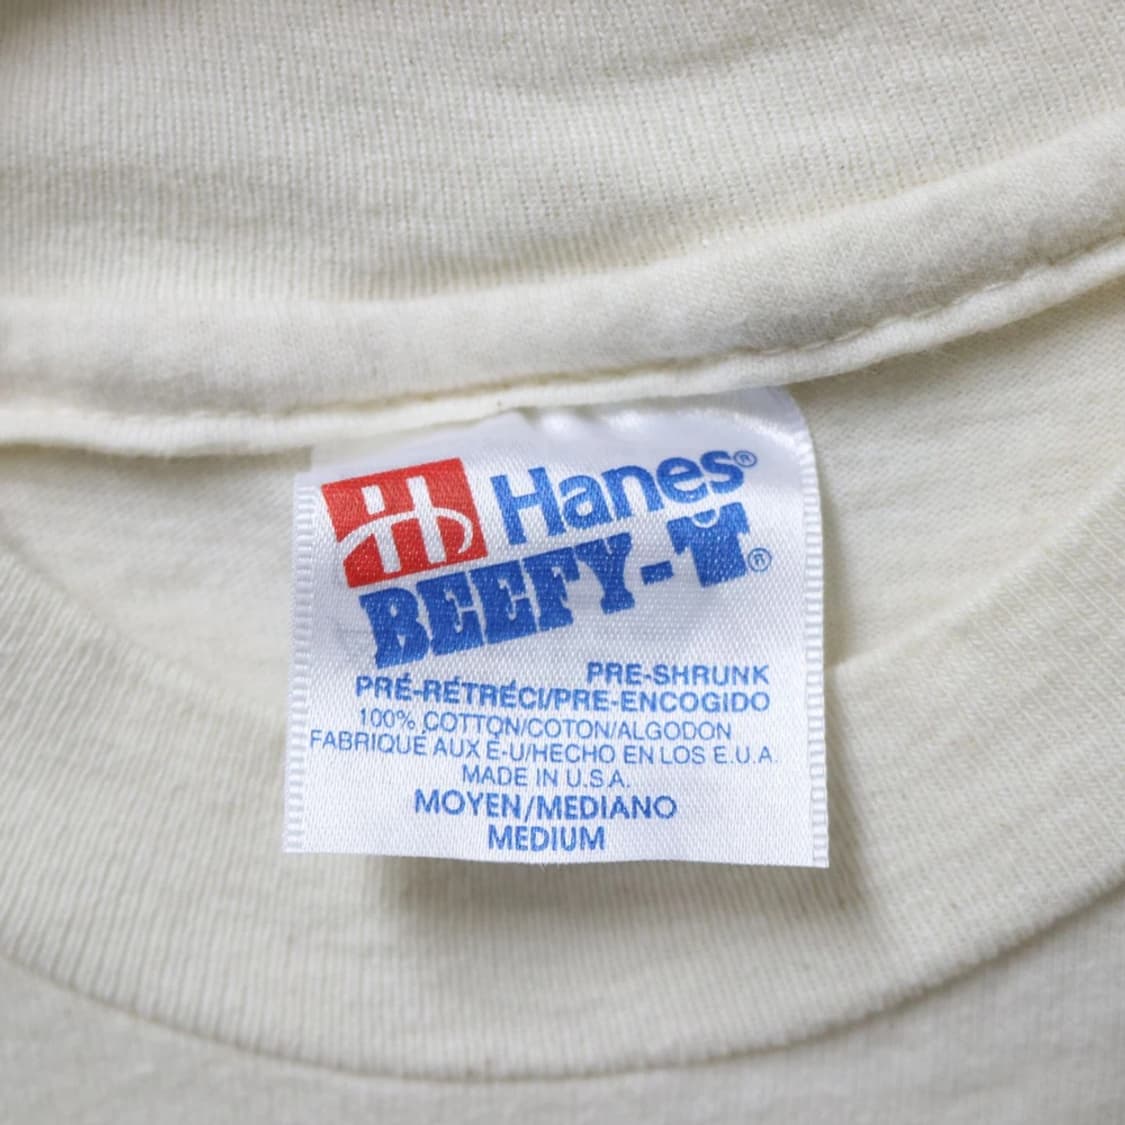 H Hanes®
BEEFY-T®
PRE-SHRUNK
PRÉ-RÉTRÉCI/PRE-ENCOGIDO
100% COTTON/COTON/ALGODON
FABRIQUÉ AUX É-U/HECHO EN LOS E.U.A.
MADE IN U.S.A.
MOYEN/MEDIANO
MEDIUM